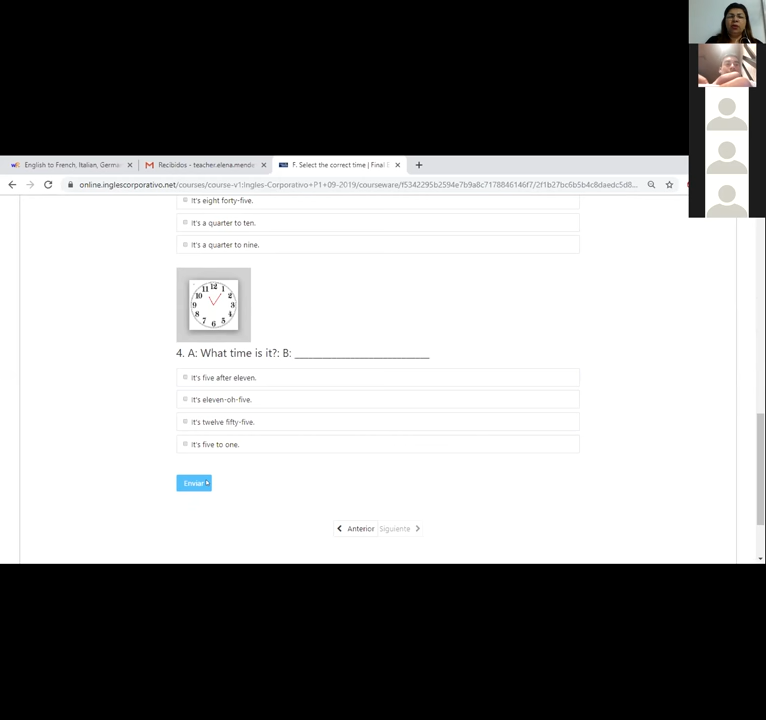 English to French, Italian, Germa
Recibidos - teacher.elena.mende
F. Select the correct time | Final E
online.inglescorporativo.net/courses/course-v1:Ingles-Corporativo+P1+09-2019/courseware/f5342295b2594e7b9a8c7178846146f7/2f1b27bc6b5b4c8daedc5d8...
It's eight forty-five.
It's a quarter to ten.
It's a quarter to nine.
12
11 1
10 2
9 3
8 4
7 5
6
4. A: What time is it?: B: ____________________________
It's five after eleven.
It's eleven-oh-five.
It's twelve fifty-five.
It's five to one.
Enviar
Anterior Siguiente